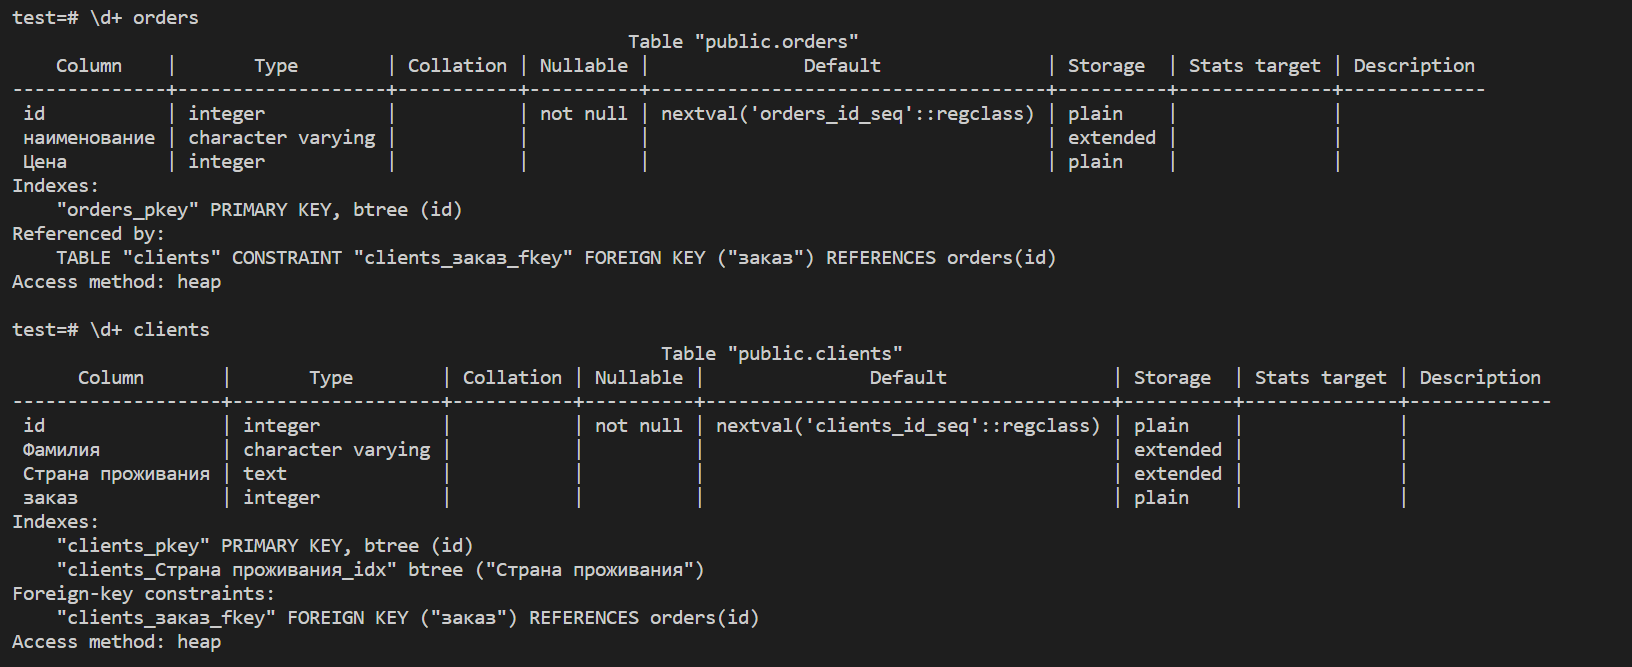 test=# \d+ orders
                                                        Table "public.orders"
    Column    |       Type        | Collation | Nullable |              Default               | Storage  | Stats target | Description
--------------+-------------------+-----------+----------+------------------------------------+----------+--------------+-------------
 id           | integer           |           | not null | nextval('orders_id_seq'::regclass) | plain    |              |
 наименование | character varying |           |          |                                    | extended |              |
 Цена         | integer           |           |          |                                    | plain    |              |
Indexes:
    "orders_pkey" PRIMARY KEY, btree (id)
Referenced by:
    TABLE "clients" CONSTRAINT "clients_заказ_fkey" FOREIGN KEY ("заказ") REFERENCES orders(id)
Access method: heap

test=# \d+ clients
                                                           Table "public.clients"
      Column       |       Type        | Collation | Nullable |               Default               | Storage  | Stats target | Description
-------------------+-------------------+-----------+----------+-------------------------------------+----------+--------------+-------------
 id                | integer           |           | not null | nextval('clients_id_seq'::regclass) | plain    |              |
 Фамилия           | character varying |           |          |                                     | extended |              |
 Страна проживания | text              |           |          |                                     | extended |              |
 заказ             | integer           |           |          |                                     | plain    |              |
Indexes:
    "clients_pkey" PRIMARY KEY, btree (id)
    "clients_Страна проживания_idx" btree ("Страна проживания")
Foreign-key constraints:
    "clients_заказ_fkey" FOREIGN KEY ("заказ") REFERENCES orders(id)
Access method: heap